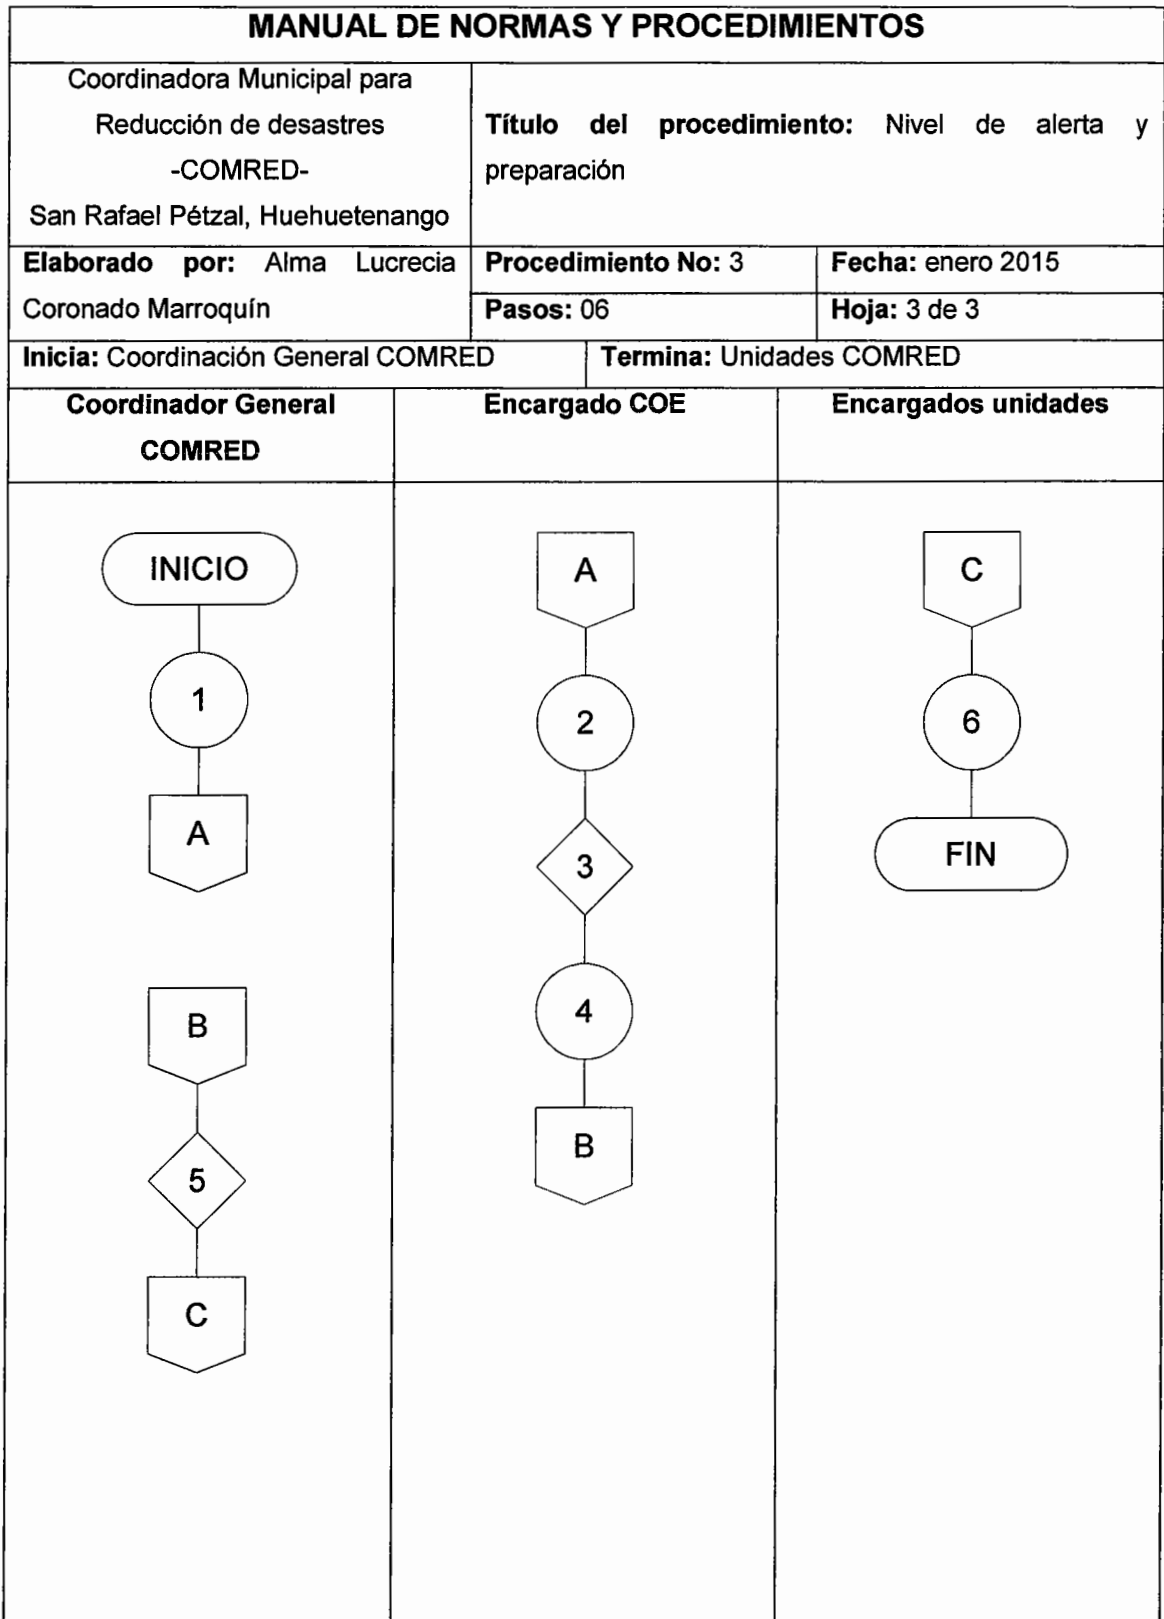 MANUAL DE NORMAS Y PROCEDIMIENTOS
Coordinadora Municipal para
Reducción de desastres
-COMRED-
San Rafael Pétzal, Huehuetenango
Título del procedimiento: Nivel de alerta y
preparación
Elaborado por: Alma Lucrecia
Coronado Marroquín
Procedimiento No: 3
Fecha: enero 2015
Pasos: 06
Hoja: 3 de 3
Inicia: Coordinación General COMRED
Termina: Unidades COMRED
Coordinador General
COMRED
Encargado COE
Encargados unidades
INICIO
1
A
B
5
C
A
2
3
4
B
C
6
FIN